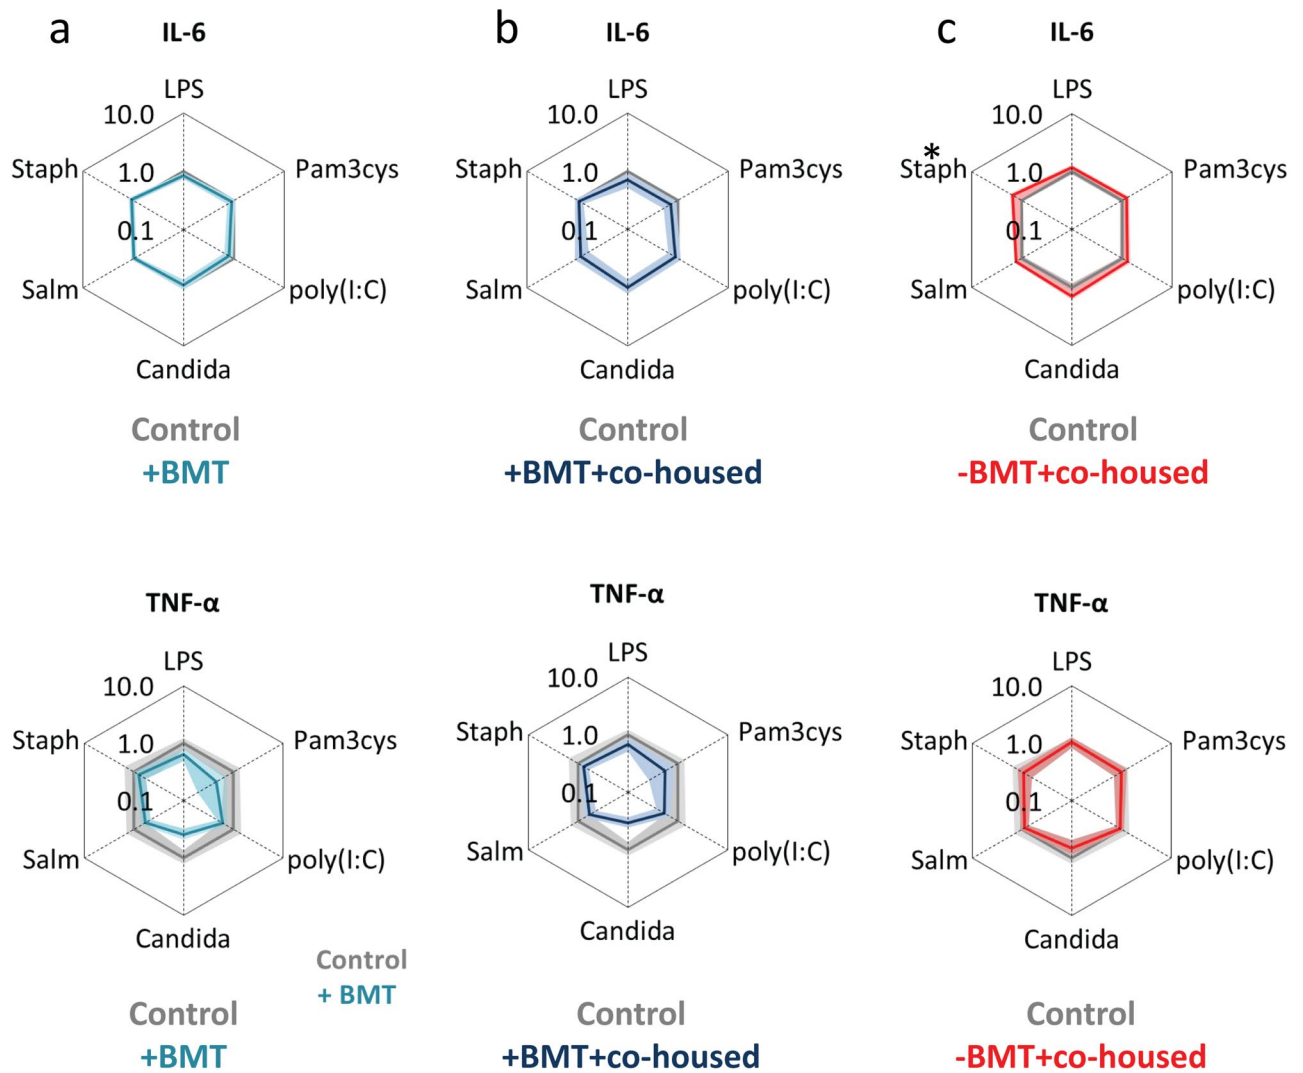 a
IL-6
LPS
10.0
Staph
1.0
Pam3cys
0.1
Salm
poly(I:C)
Candida
Control
+BMT
b
IL-6
LPS
10.0
Staph
1.0
Pam3cys
0.1
Salm
poly(I:C)
Candida
Control
+BMT+co-housed
c
IL-6
LPS
10.0
*
Staph
1.0
Pam3cys
0.1
Salm
poly(I:C)
Candida
Control
-BMT+co-housed
TNF-α
LPS
10.0
Staph
1.0
Pam3cys
0.1
Salm
poly(I:C)
Candida
Control
+ BMT
Control
+BMT
TNF-α
LPS
10.0
Staph
1.0
Pam3cys
0.1
Salm
poly(I:C)
Candida
Control
+BMT+co-housed
TNF-α
LPS
10.0
Staph
1.0
Pam3cys
0.1
Salm
poly(I:C)
Candida
Control
-BMT+co-housed